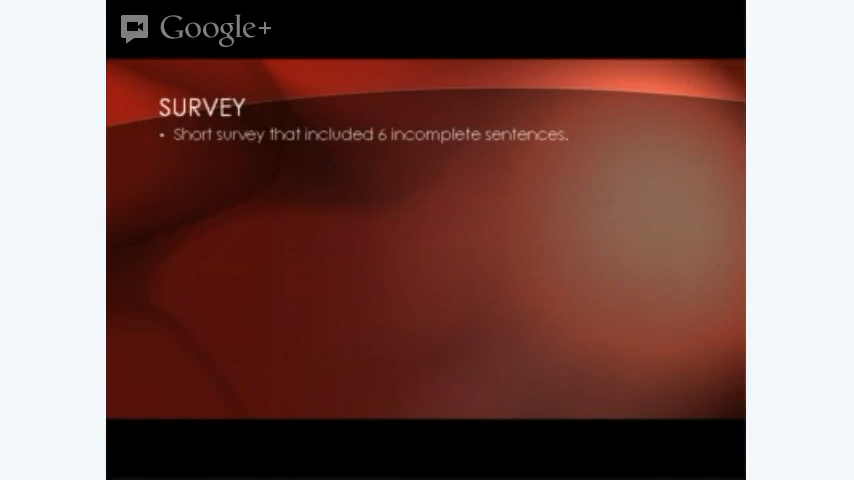 Google+
SURVEY
• Short survey that included 6 incomplete sentences.